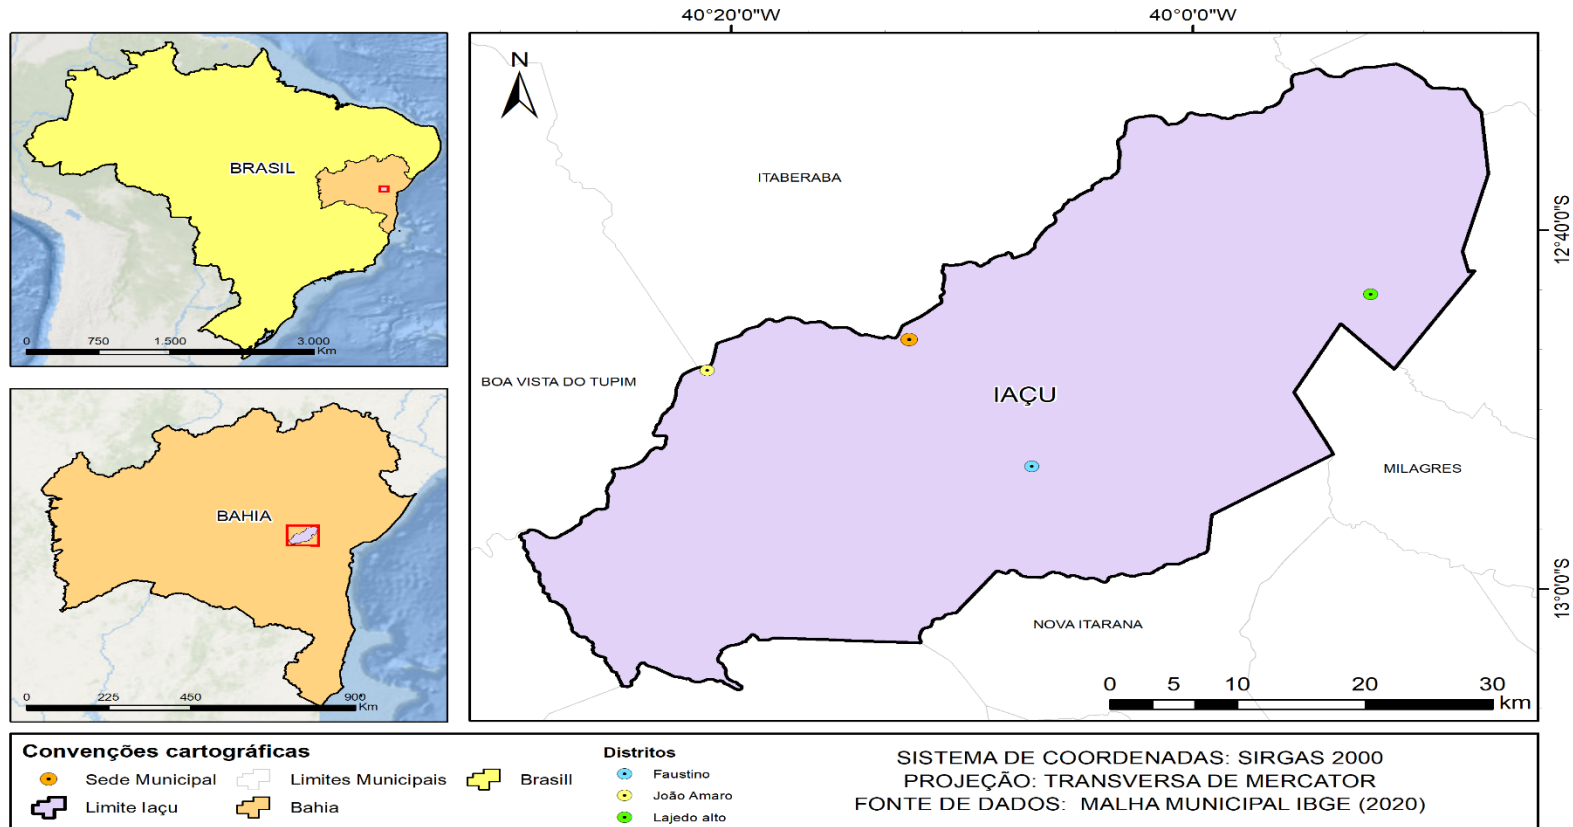 40°20'0"W
40°0'0"W
N
BRASIL
ITABERABA
12°40'0"S
0 750 1.500 3.000
Km
BOA VISTA DO TUPIM
IAÇU
MILAGRES
BAHIA
13°0'0"S
NOVA ITARANA
0 225 450 900
Km
0 5 10 20 30
km
Convenções cartográficas
Sede Municipal
Limites Municipais
Brasill
Limite Iaçu
Bahia
Distritos
Faustino
João Amaro
Lajedo alto
SISTEMA DE COORDENADAS: SIRGAS 2000
PROJEÇÃO: TRANSVERSA DE MERCATOR
FONTE DE DADOS: MALHA MUNICIPAL IBGE (2020)